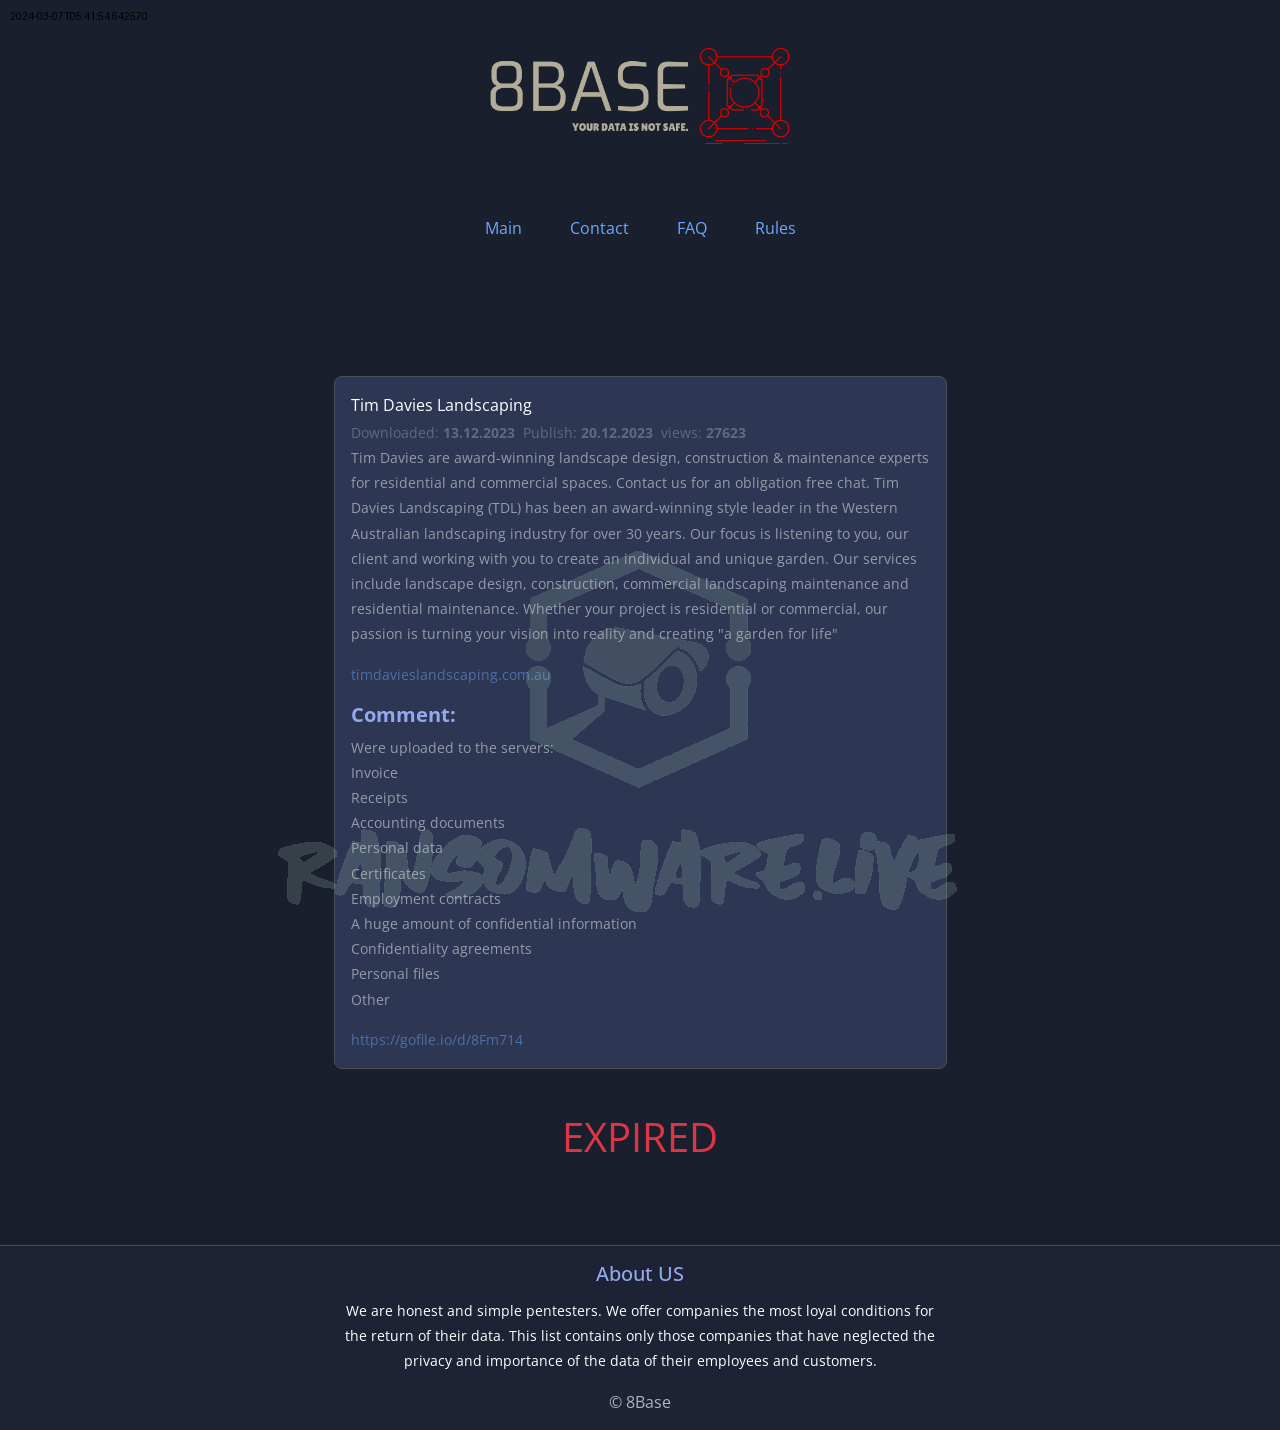 2024-03-07T05:41:54.642570
8BASE
YOUR DATA IS NOT SAFE.
Main Contact FAQ Rules
Tim Davies Landscaping
Downloaded: 13.12.2023 Publish: 20.12.2023 views: 27623
Tim Davies are award-winning landscape design, construction & maintenance experts
for residential and commercial spaces. Contact us for an obligation free chat. Tim
Davies Landscaping (TDL) has been an award-winning style leader in the Western
Australian landscaping industry for over 30 years. Our focus is listening to you, our
client and working with you to create an individual and unique garden. Our services
include landscape design, construction, commercial landscaping maintenance and
residential maintenance. Whether your project is residential or commercial, our
passion is turning your vision into reality and creating "a garden for life"
timdavieslandscaping.com.au
Comment:
Were uploaded to the servers:
Invoice
Receipts
Accounting documents
Personal data
RANSOMWARE.LIVE
Certificates
Employment contracts
A huge amount of confidential information
Confidentiality agreements
Personal files
Other
https://gofile.io/d/8Fm714
EXPIRED
About US
We are honest and simple pentesters. We offer companies the most loyal conditions for
the return of their data. This list contains only those companies that have neglected the
privacy and importance of the data of their employees and customers.
© 8Base